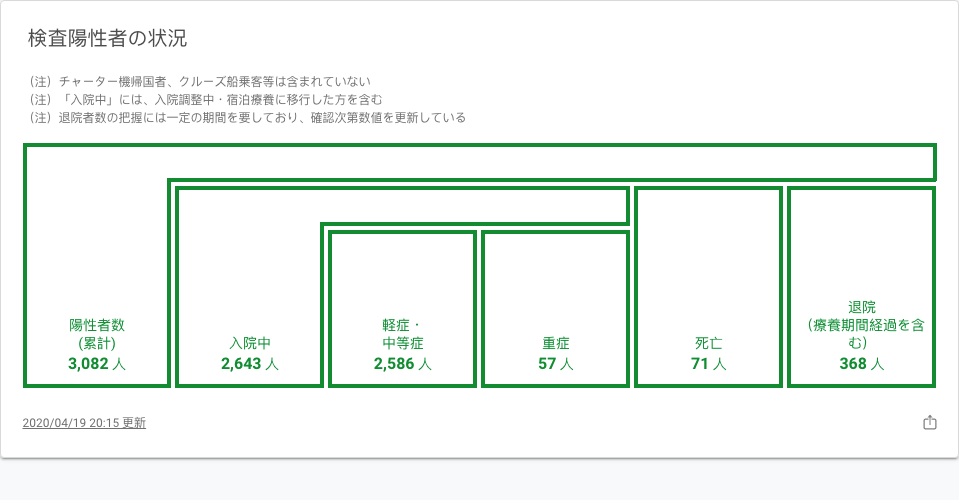 検査陽性者の状況
（注）チャーター機帰国者、クルーズ船乗客等は含まれていない
（注）「入院中」には、入院調整中・宿泊療養に移行した方を含む
（注）退院者数の把握には一定の期間を要しており、確認次第数値を更新している
陽性者数
(累計)
3,082 人
入院中
2,643 人
軽症・
中等症
2,586 人
重症
57 人
死亡
71 人
退院
（療養期間経過を含
む）
368 人
2020/04/19 20:15 更新